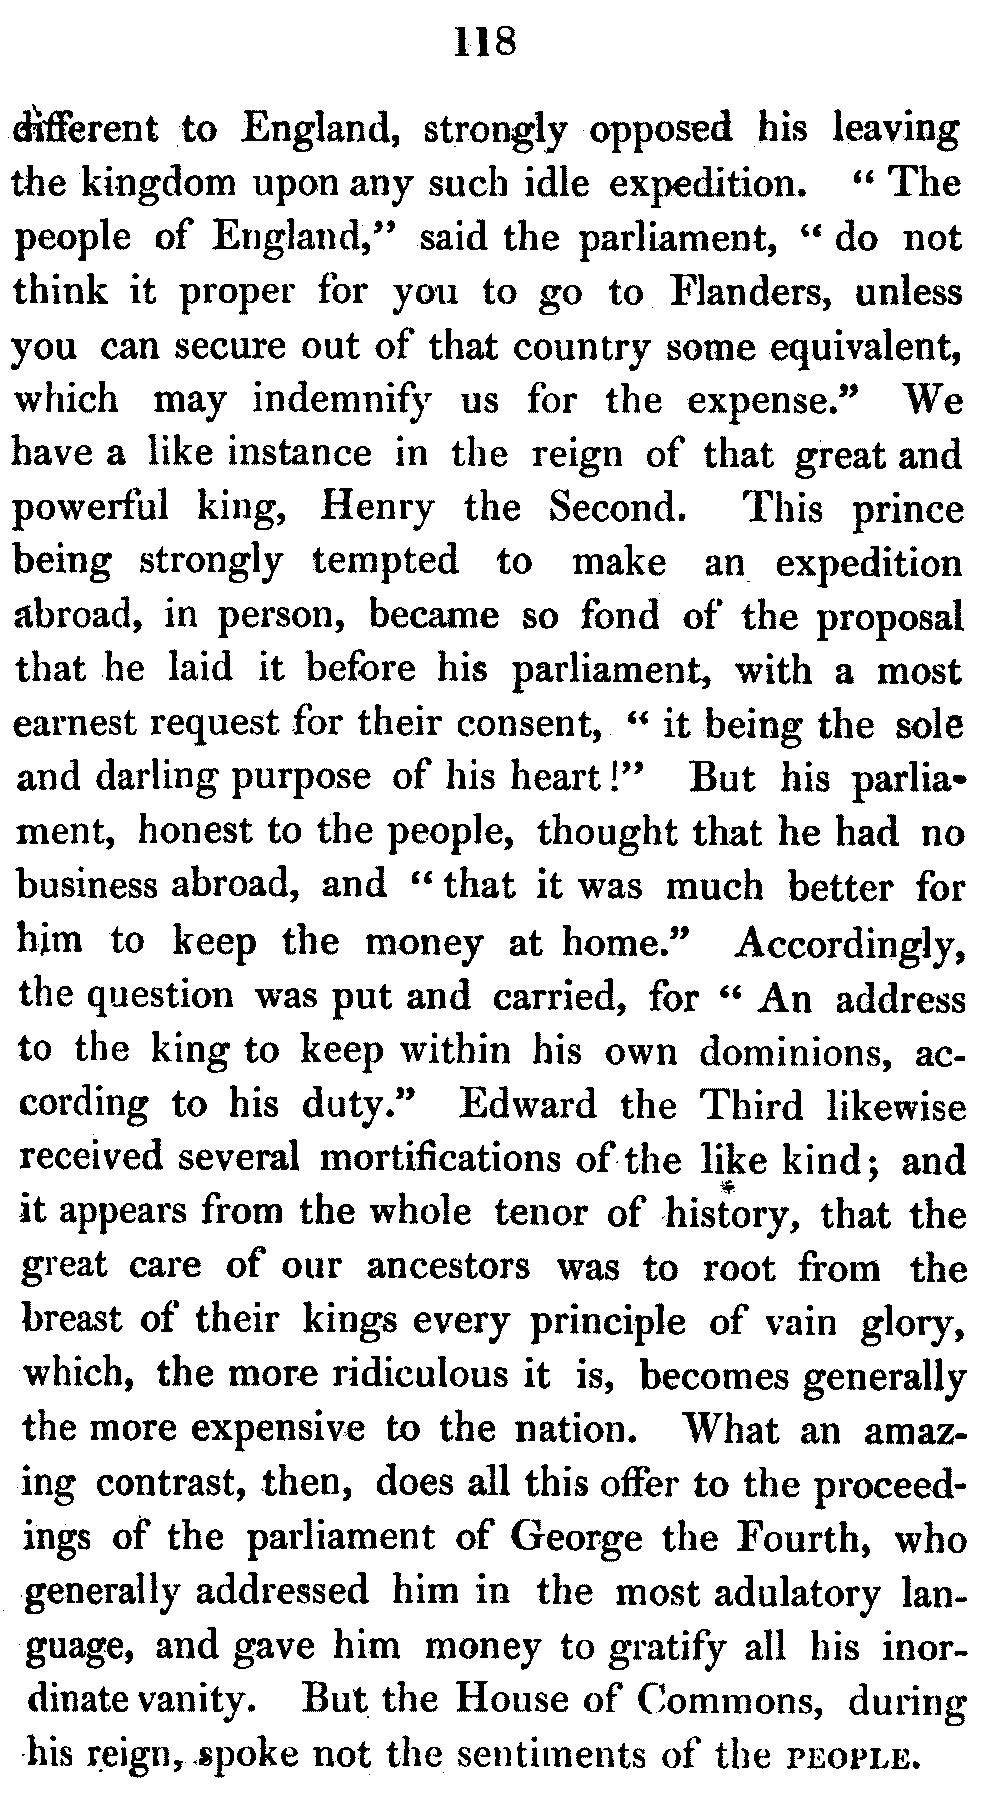 118
different to England, strongly opposed his leaving
the kingdom upon any such idle expedition. “ The
people of England,” said the parliament, “ do not
think it proper for you to go to Flanders, unless
you can secure out of that country some equivalent,
which may indemnify us for the expense.” We
have a like instance in the reign of that great and
powerful king, Henry the Second. This prince
being strongly tempted to make an expedition
abroad, in person, became so fond of the proposal
that he laid it before his parliament, with a most
earnest request for their consent, “ it being the sole
and darling purpose of his heart!” But his parlia-
ment, honest to the people, thought that he had no
business abroad, and “ that it was much better for
him to keep the money at home.” Accordingly,
the question was put and carried, for “ An address
to the king to keep within his own dominions, ac-
cording to his duty.” Edward the Third likewise
received several mortifications of the like kind; and
it appears from the whole tenor of history, that the
great care of our ancestors was to root from the
breast of their kings every principle of vain glory,
which, the more ridiculous it is, becomes generally
the more expensive to the nation. What an amaz-
ing contrast, then, does all this offer to the proceed-
ings of the parliament of George the Fourth, who
generally addressed him in the most adulatory lan-
guage, and gave him money to gratify all his inor-
dinate vanity. But the House of Commons, during
his reign, spoke not the sentiments of the PEOPLE.